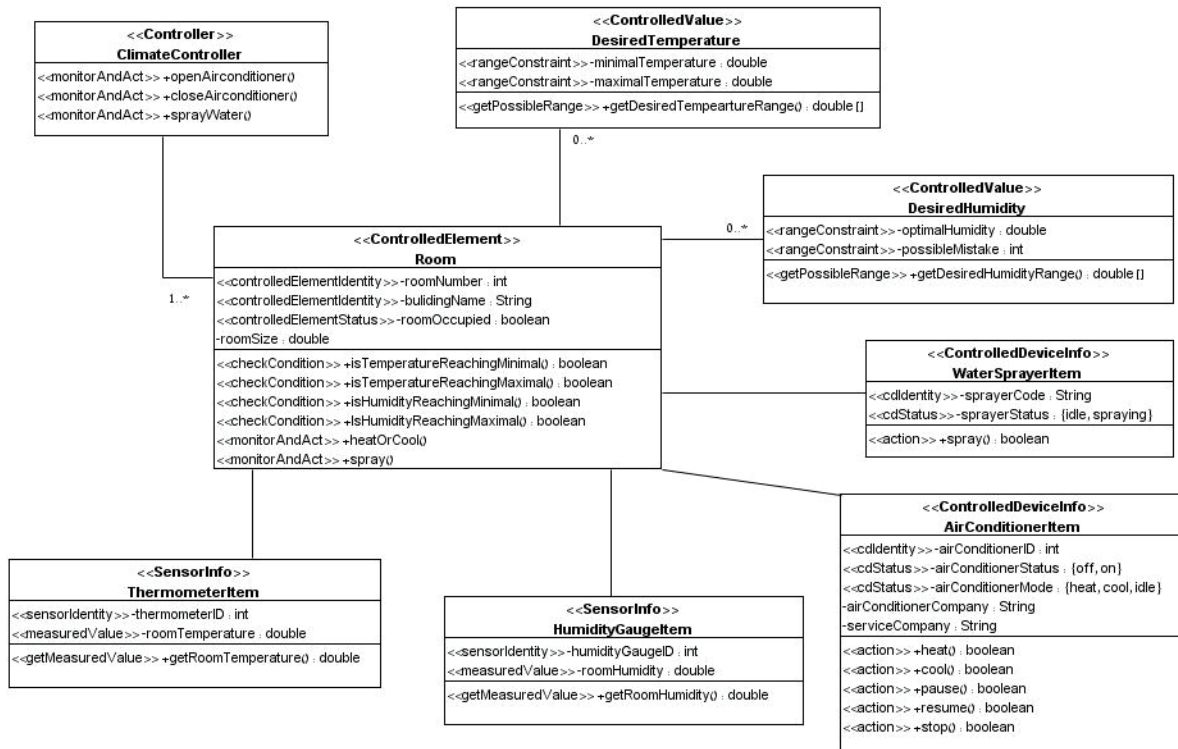 <<Controller>>
ClimateController
<<monitorAndAct>> +openAirconditioner()
<<monitorAndAct>> +closeAirconditioner()
<<monitorAndAct>> +sprayWater()
<<ControlledValue>>
DesiredTemperature
<<rangeConstraint>> -minimalTemperature : double
<<rangeConstraint>> -maximalTemperature : double
<<getPossibleRange>> +getDesiredTempeartureRange() : double []
0..*
<<ControlledValue>>
DesiredHumidity
<<rangeConstraint>> -optimalHumidity : double
<<rangeConstraint>> -possibleMistake : int
<<getPossibleRange>> +getDesiredHumidityRange() : double []
0..*
1..*
<<ControlledElement>>
Room
<<controlledElementIdentity>> -roomNumber : int
<<controlledElementIdentity>> -bulidingName : String
<<controlledElementStatus>> -roomOccupied : boolean
-roomSize : double
<<checkCondition>> +isTemperatureReachingMinimal() : boolean
<<checkCondition>> +isTemperatureReachingMaximal() : boolean
<<checkCondition>> +isHumidityReachingMinimal() : boolean
<<checkCondition>> +IsHumidityReachingMaximal() : boolean
<<monitorAndAct>> +heatOrCool()
<<monitorAndAct>> +spray()
<<ControlledDeviceInfo>>
WaterSprayerItem
<<cdIdentity>> -sprayerCode : String
<<cdStatus>> -sprayerStatus : {idle, spraying}
<<action>> +spray() : boolean
<<ControlledDeviceInfo>>
AirConditionerItem
<<cdIdentity>> -airConditionerID : int
<<cdStatus>> -airConditionerStatus : {off, on}
<<cdStatus>> -airConditionerMode : {heat, cool, idle}
-airConditionerCompany : String
-serviceCompany : String
<<action>> +heat() : boolean
<<action>> +cool() : boolean
<<action>> +pause() : boolean
<<action>> +resume() : boolean
<<action>> +stop() : boolean
<<SensorInfo>>
ThermometerItem
<<sensorIdentity>> -thermometerID : int
<<measuredValue>> -roomTemperature : double
<<getMeasuredValue>> +getRoomTemperature() : double
<<SensorInfo>>
HumidityGaugeItem
<<sensorIdentity>> -humidityGaugeID : int
<<measuredValue>> -roomHumidity : double
<<getMeasuredValue>> +getRoomHumidity() : double